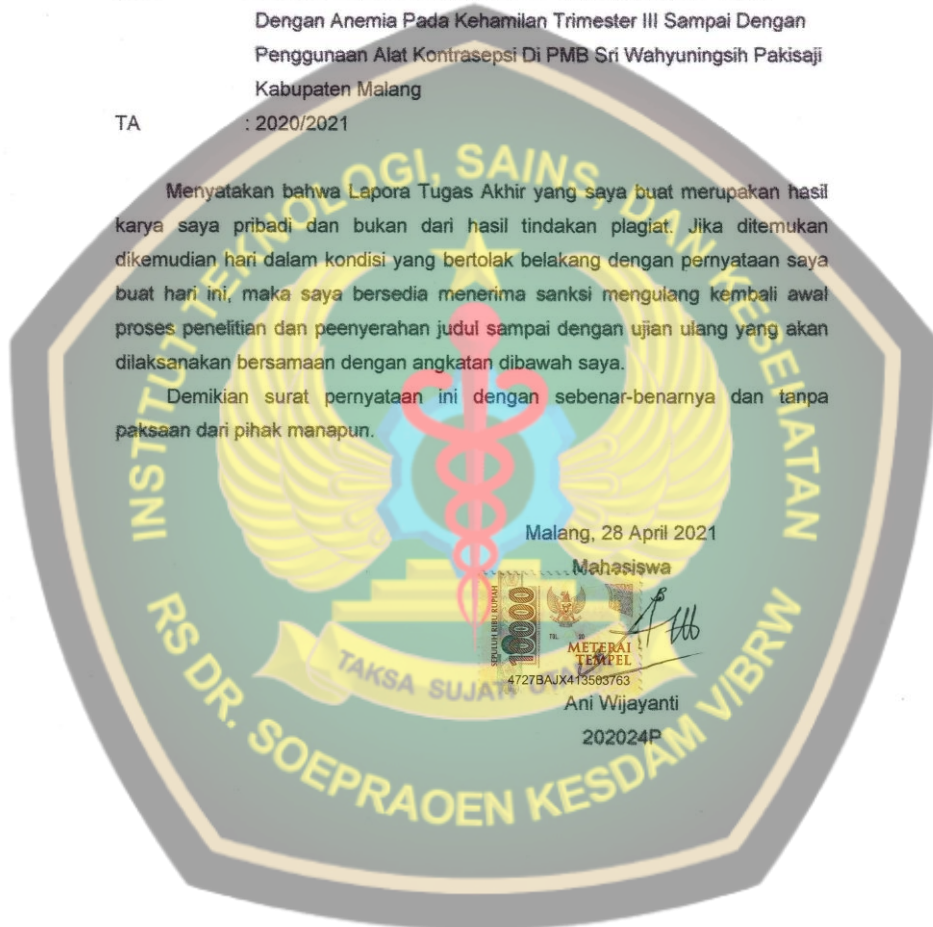 Dengan Anemia Pada Kehamilan Trimester III Sampai Dengan
Penggunaan Alat Kontrasepsi Di PMB Sri Wahyuningsih Pakisaji
Kabupaten Malang
TA : 2020/2021
INSTITUT TEKNOLOGI, SAINS, DAN KESEHATAN
Menyatakan bahwa Lapora Tugas Akhir yang saya buat merupakan hasil
karya saya pribadi dan bukan dari hasil tindakan plagiat. Jika ditemukan
dikemudian hari dalam kondisi yang bertolak belakang dengan pernyataan saya
buat hari ini, maka saya bersedia menerima sanksi mengulang kembali awal
proses penelitian dan peenyerahan judul sampai dengan ujian ulang yang akan
dilaksanakan bersamaan dengan angkatan dibawah saya.
Demikian surat pernyataan ini dengan sebenar-benarnya dan tanpa
paksaan dari pihak manapun.
Malang, 28 April 2021
Mahasiswa
SEPULUH RIBU RUPIAH
10000
METERAI
TEMPEL
4727BAJX413503763
TAKSA SUJATI
Ani Wijayanti
202024P
RS DR. SOEPRAOEN KESDAM V/BRW